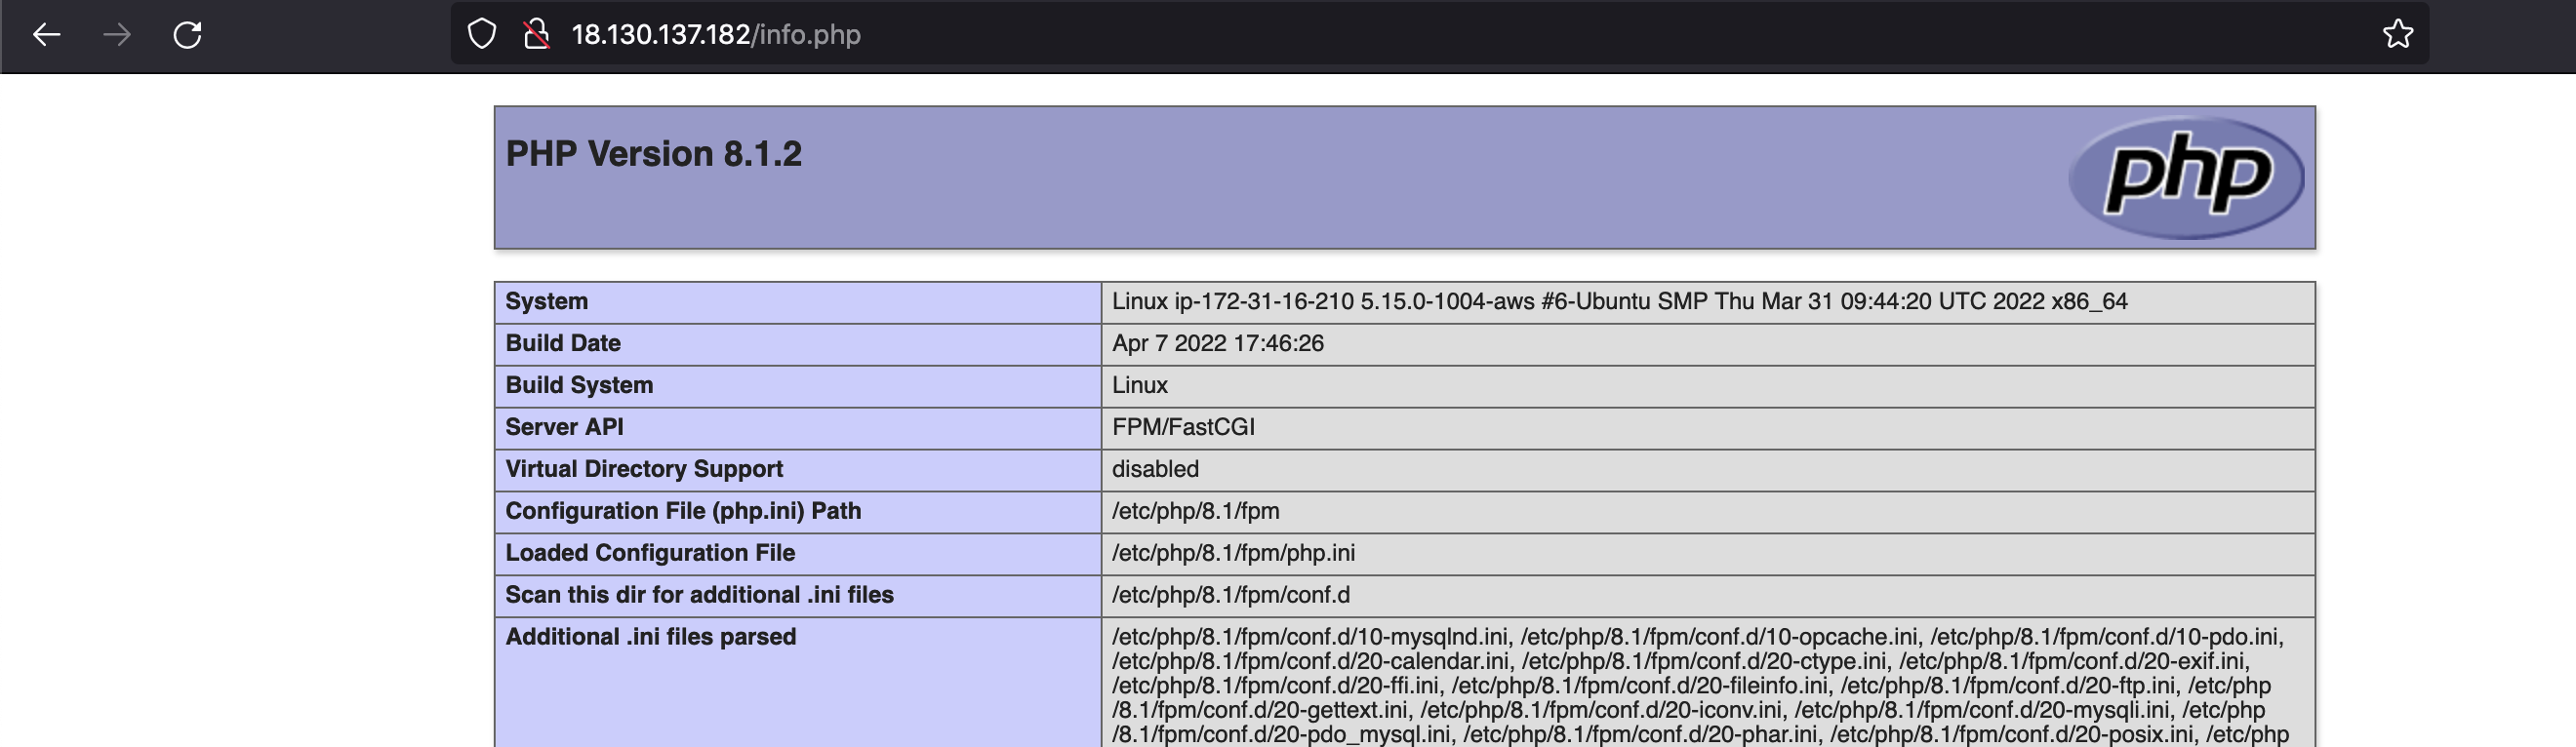 18.130.137.182/info.php
PHP Version 8.1.2
php
System Linux ip-172-31-16-210 5.15.0-1004-aws #6-Ubuntu SMP Thu Mar 31 09:44:20 UTC 2022 x86_64
Build Date Apr 7 2022 17:46:26
Build System Linux
Server API FPM/FastCGI
Virtual Directory Support disabled
Configuration File (php.ini) Path /etc/php/8.1/fpm
Loaded Configuration File /etc/php/8.1/fpm/php.ini
Scan this dir for additional .ini files /etc/php/8.1/fpm/conf.d
Additional .ini files parsed /etc/php/8.1/fpm/conf.d/10-mysqlnd.ini, /etc/php/8.1/fpm/conf.d/10-opcache.ini, /etc/php/8.1/fpm/conf.d/10-pdo.ini,
/etc/php/8.1/fpm/conf.d/20-calendar.ini, /etc/php/8.1/fpm/conf.d/20-ctype.ini, /etc/php/8.1/fpm/conf.d/20-exif.ini,
/etc/php/8.1/fpm/conf.d/20-ffi.ini, /etc/php/8.1/fpm/conf.d/20-fileinfo.ini, /etc/php/8.1/fpm/conf.d/20-ftp.ini, /etc/php
/8.1/fpm/conf.d/20-gettext.ini, /etc/php/8.1/fpm/conf.d/20-iconv.ini, /etc/php/8.1/fpm/conf.d/20-mysqli.ini, /etc/php
/8.1/fpm/conf.d/20-pdo_mysql.ini, /etc/php/8.1/fpm/conf.d/20-phar.ini, /etc/php/8.1/fpm/conf.d/20-posix.ini, /etc/php